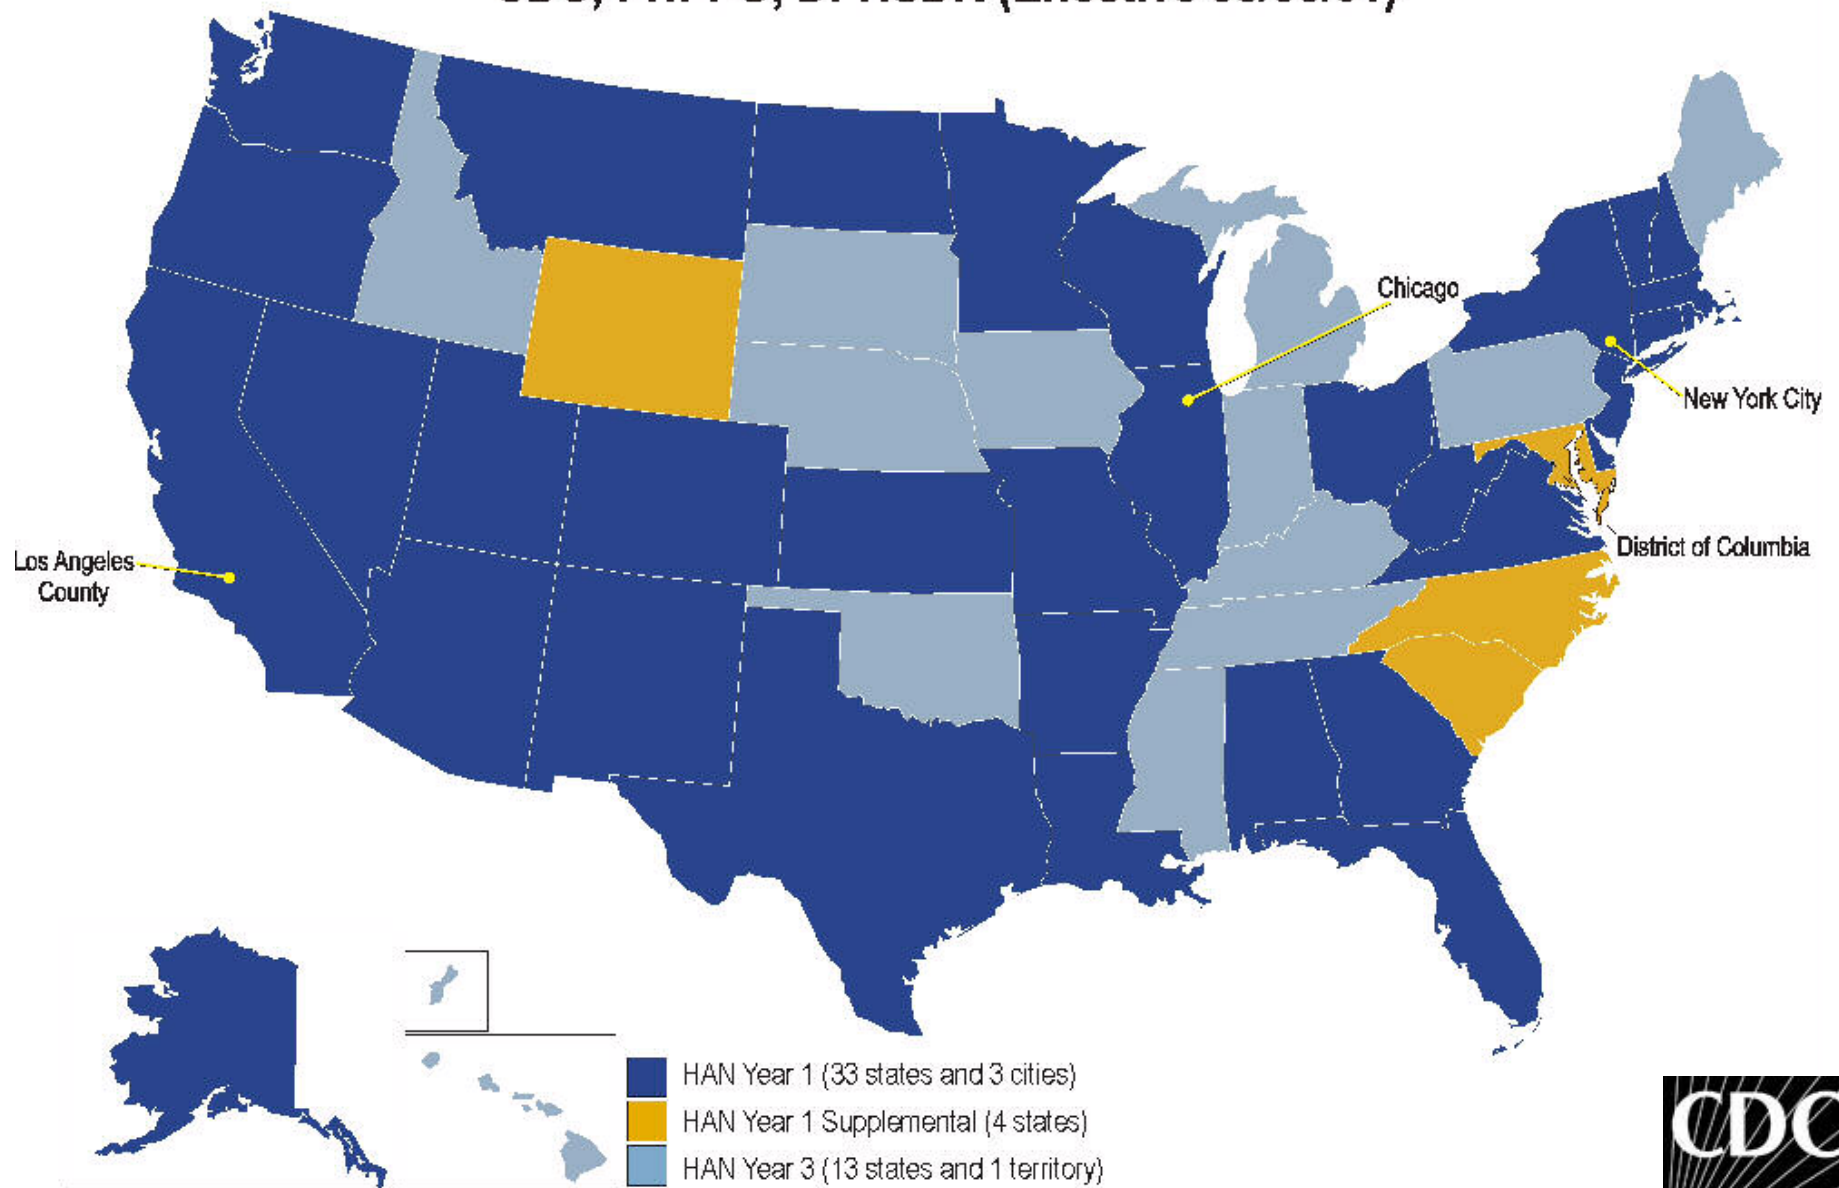 Chicago
New York City
District of Columbia
Los Angeles
County
HAN Year 1 (33 states and 3 cities)
HAN Year 1 Supplemental (4 states)
HAN Year 3 (13 states and 1 territory)
CDC